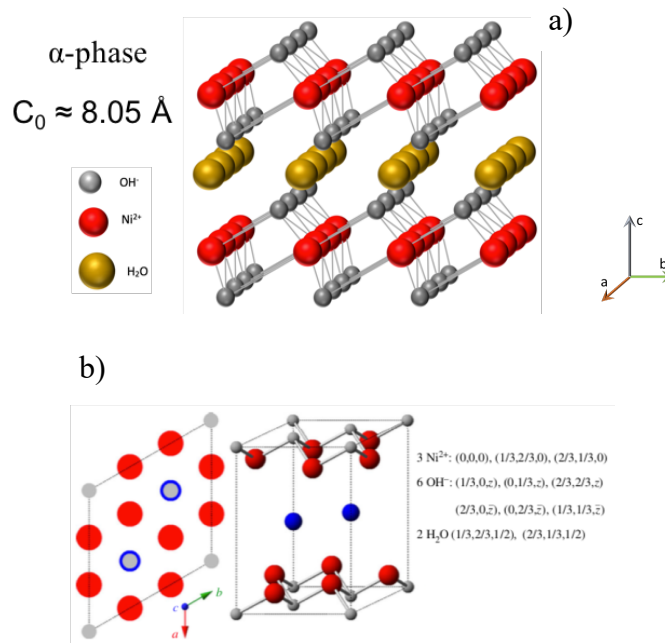 a)
α-phase
C₀ ≈ 8.05 Å
OH⁻
Ni²⁺
H₂O
c
b
a
b)
3 Ni²⁺: (0,0,0), (1/3,2/3,0), (2/3,1/3,0)
6 OH⁻: (1/3,0,z), (0,1/3,z), (2/3,2/3,z)
(2/3,0,z̄), (0,2/3,z̄), (1/3,1/3,z̄)
2 H₂O (1/3,2/3,1/2), (2/3,1/3,1/2)
c
b
a